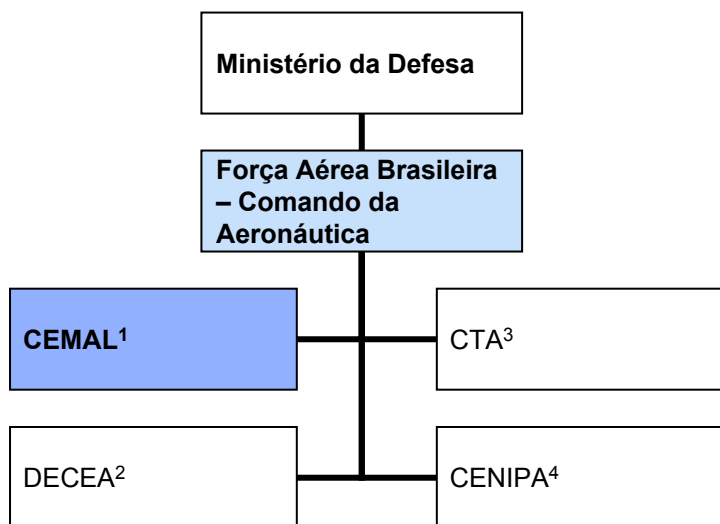 Ministério da Defesa
Força Aérea Brasileira
– Comando da
Aeronáutica
CEMAL¹
CTA³
DECEA²
CENIPA⁴